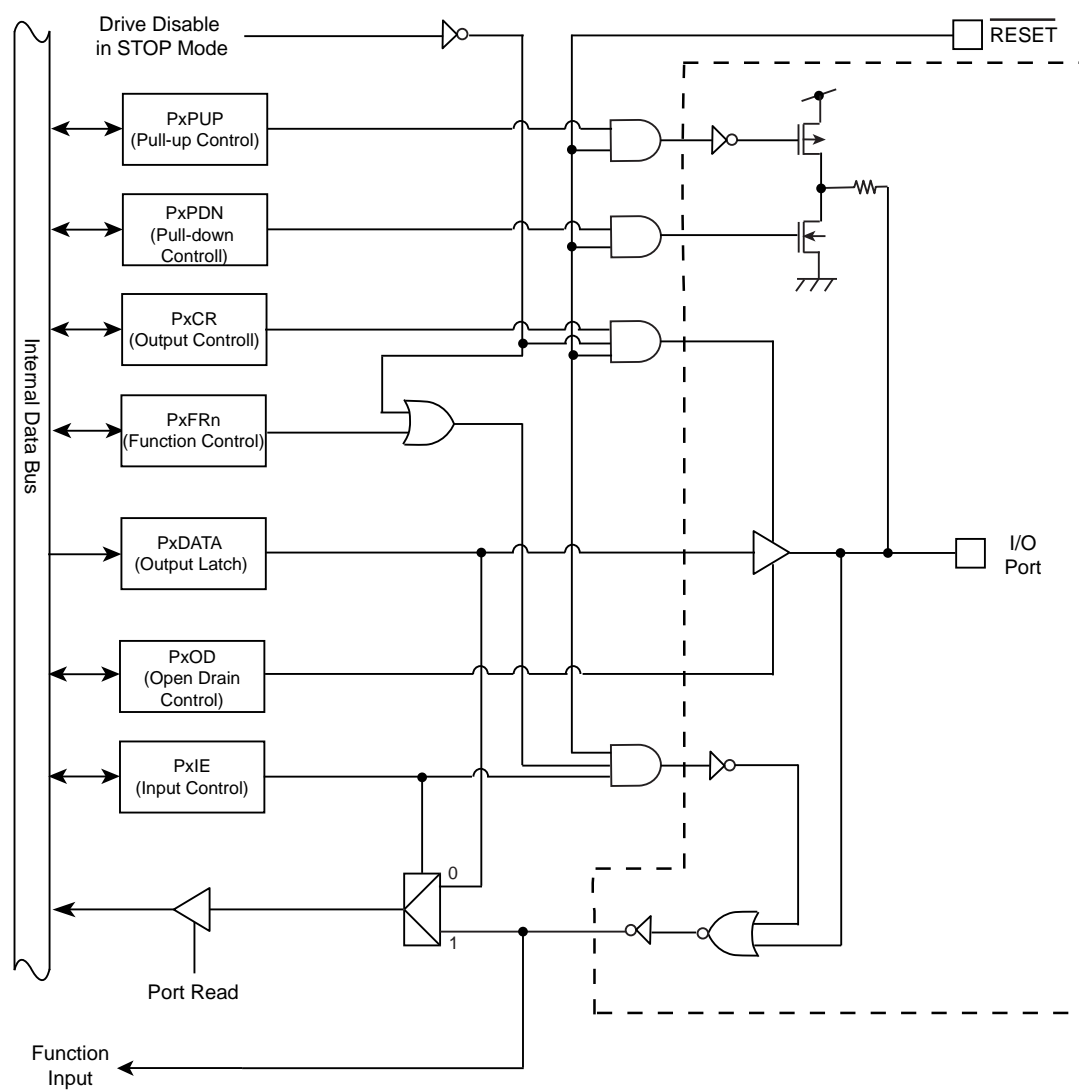 Drive Disable
in STOP Mode
RESET
PxPUP
(Pull-up Control)
PxPDN
(Pull-down
Controll)
PxCR
(Output Controll)
Internal Data Bus
PxFRn
(Function Control)
PxDATA
(Output Latch)
I/O
Port
PxOD
(Open Drain
Control)
PxIE
(Input Control)
0
1
Port Read
Function
Input